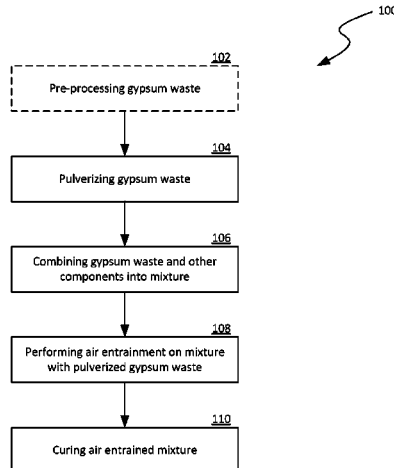 100
102
Pre-processing gypsum waste
104
Pulverizing gypsum waste
106
Combining gypsum waste and other
components into mixture
108
Performing air entrainment on mixture
with pulverized gypsum waste
110
Curing air entrained mixture